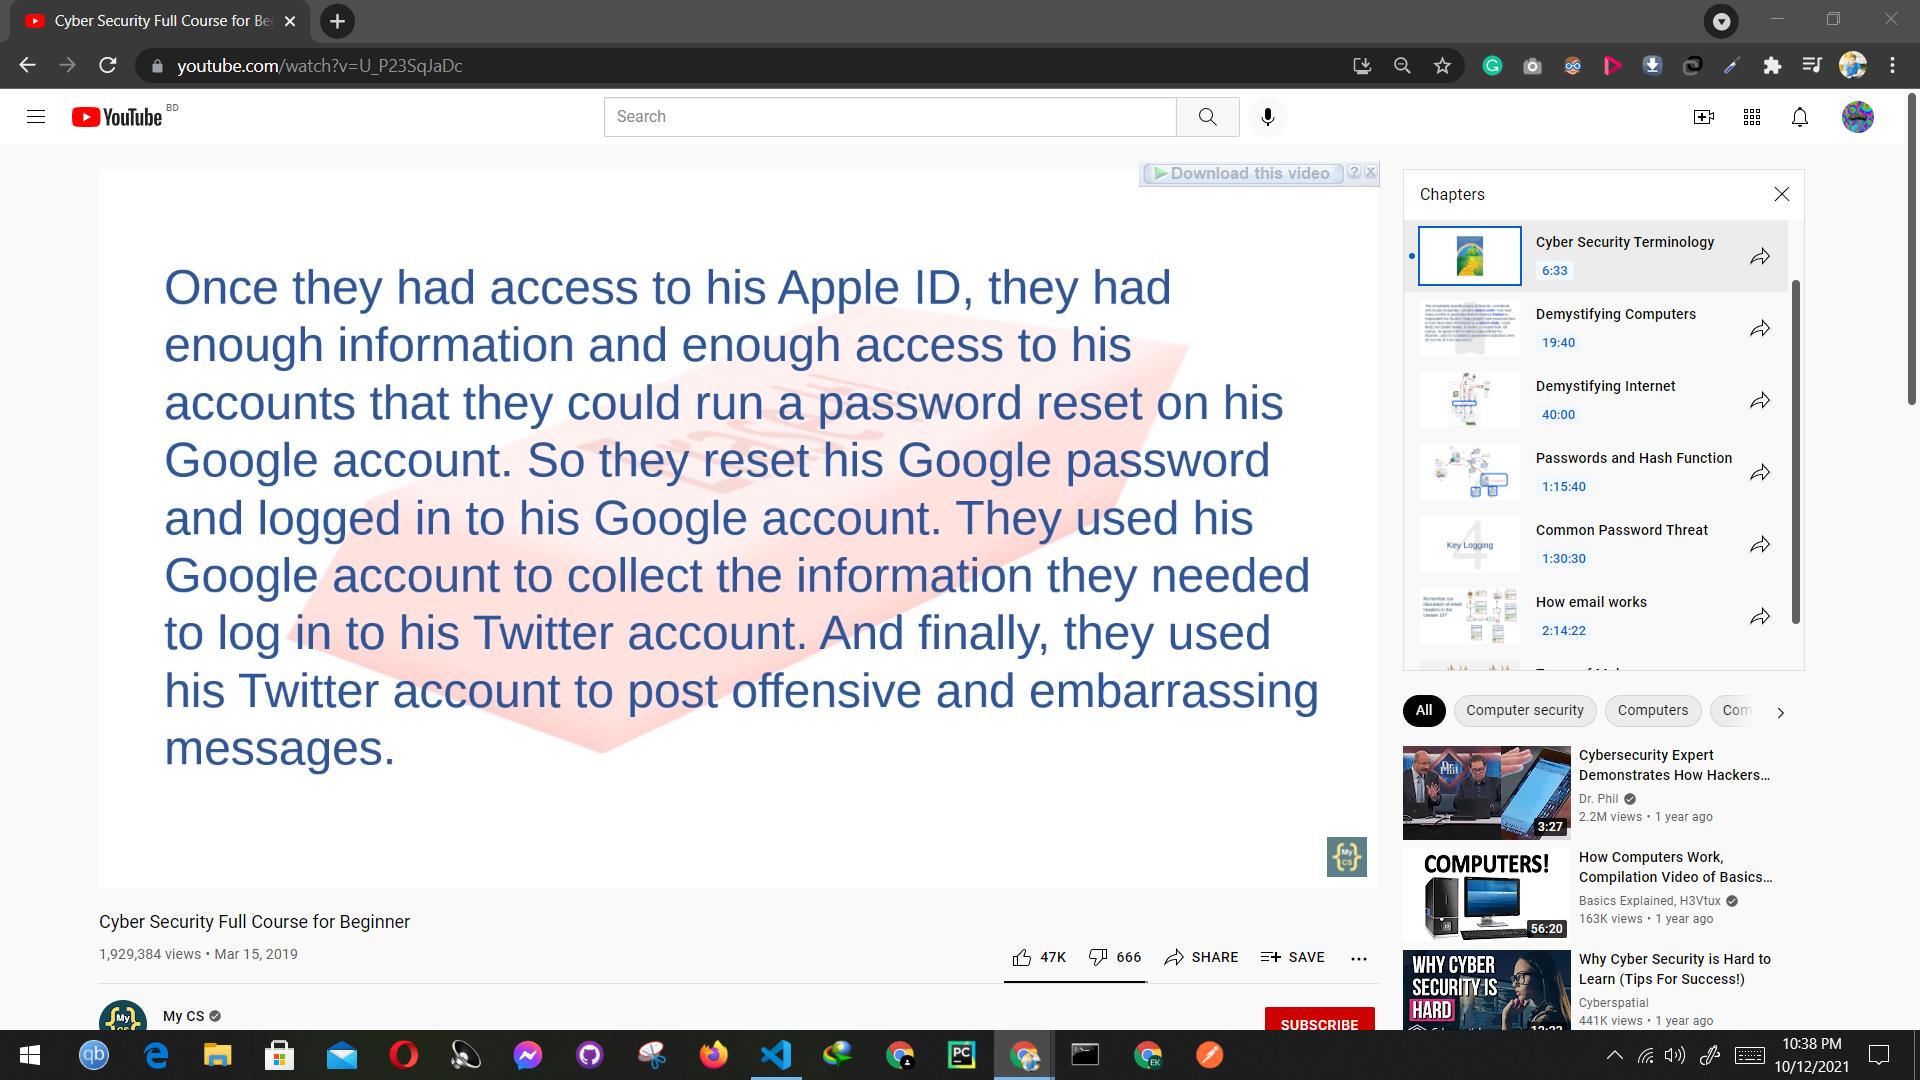 Cyber Security Full Course for Be
youtube.com/watch?v=U_P23SqJaDc
YouTube BD
Search
Download this video
Once they had access to his Apple ID, they had
enough information and enough access to his
accounts that they could run a password reset on his
Google account. So they reset his Google password
and logged in to his Google account. They used his
Google account to collect the information they needed
to log in to his Twitter account. And finally, they used
his Twitter account to post offensive and embarrassing
messages.
My
CS
Cyber Security Full Course for Beginner
1,929,384 views • Mar 15, 2019
47K 666 SHARE SAVE
My CS
SUBSCRIBE
Chapters
Cyber Security Terminology
6:33
Demystifying Computers
19:40
Demystifying Internet
40:00
Passwords and Hash Function
1:15:40
4
Key Logging
Common Password Threat
1:30:30
How email works
2:14:22
All Computer security Computers Com
Dr. Phil
3:27
Cybersecurity Expert
Demonstrates How Hackers...
Dr. Phil
2.2M views • 1 year ago
COMPUTERS!
56:20
How Computers Work,
Compilation Video of Basics...
Basics Explained, H3Vtux
163K views • 1 year ago
WHY CYBER
SECURITY IS
HARD
Why Cyber Security is Hard to
Learn (Tips For Success!)
Cyberspatial
441K views • 1 year ago
qb
PC
EK
10:38 PM
10/12/2021